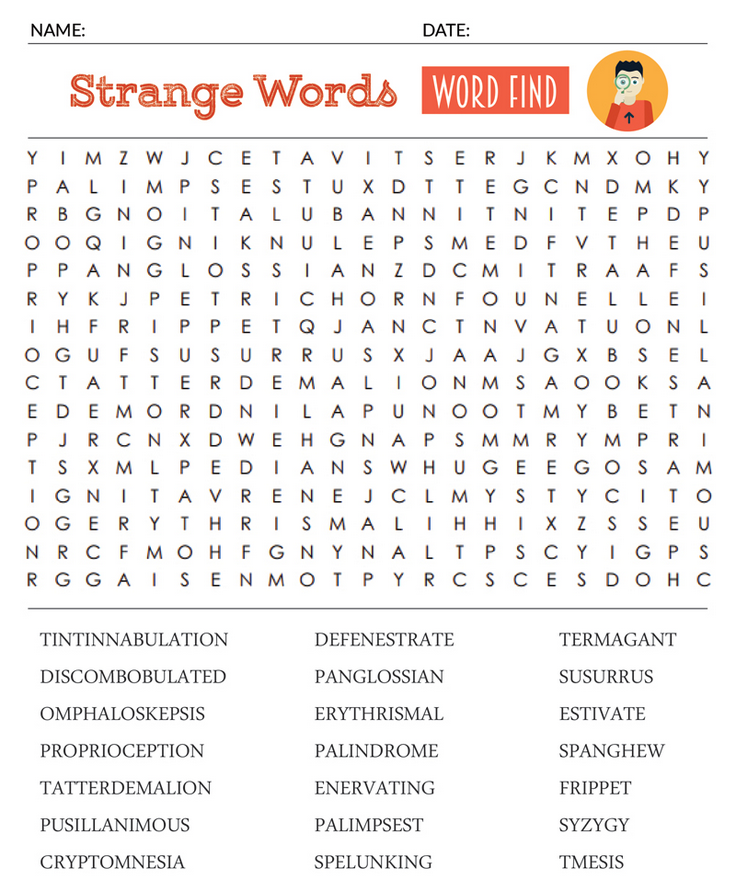 NAME: DATE:
Strange Words WORD FIND
Y I M Z W J C E T A V I T S E R J K M X O H Y
P A L I M P S E S T U X D T T E G C N D M K Y
R B G N O I T A L U B A N N I T N I T E P D P
O O Q I G N I K N U L E P S M E D F V T H E U
P P A N G L O S S I A N Z D C M I T R A A F S
R Y K J P E T R I C H O R N F O U N E L L E I
I H F R I P P E T Q J A N C T N V A T U O N L
O G U F S U S U R R U S X J A A J G X B S E L
C T A T T E R D E M A L I O N M S A O O K S A
E D E M O R D N I L A P U N O O T M Y B E T N
P J R C N X D W E H G N A P S M M R Y M P R I
T S X M L P E D I A N S W H U G E E G O S A M
I G N I T A V R E N E J C L M Y S T Y C I T O
O G E R Y T H R I S M A L I H H I X Z S S E U
N R C F M O H F G N Y N A L T P S C Y I G P S
R G G A I S E N M O T P Y R C S C E S D O H C
TINTINNABULATION DEFENESTRATE TERMAGANT
DISCOMBOBULATED PANGLOSSIAN SUSURRUS
OMPHALOSKEPSIS ERYTHRISMAL ESTIVATE
PROPRIOCEPTION PALINDROME SPANGHEW
TATTERDEMALION ENERVATING FRIPPET
PUSILLANIMOUS PALIMPSEST SYZYGY
CRYPTOMNESIA SPELUNKING TMESIS